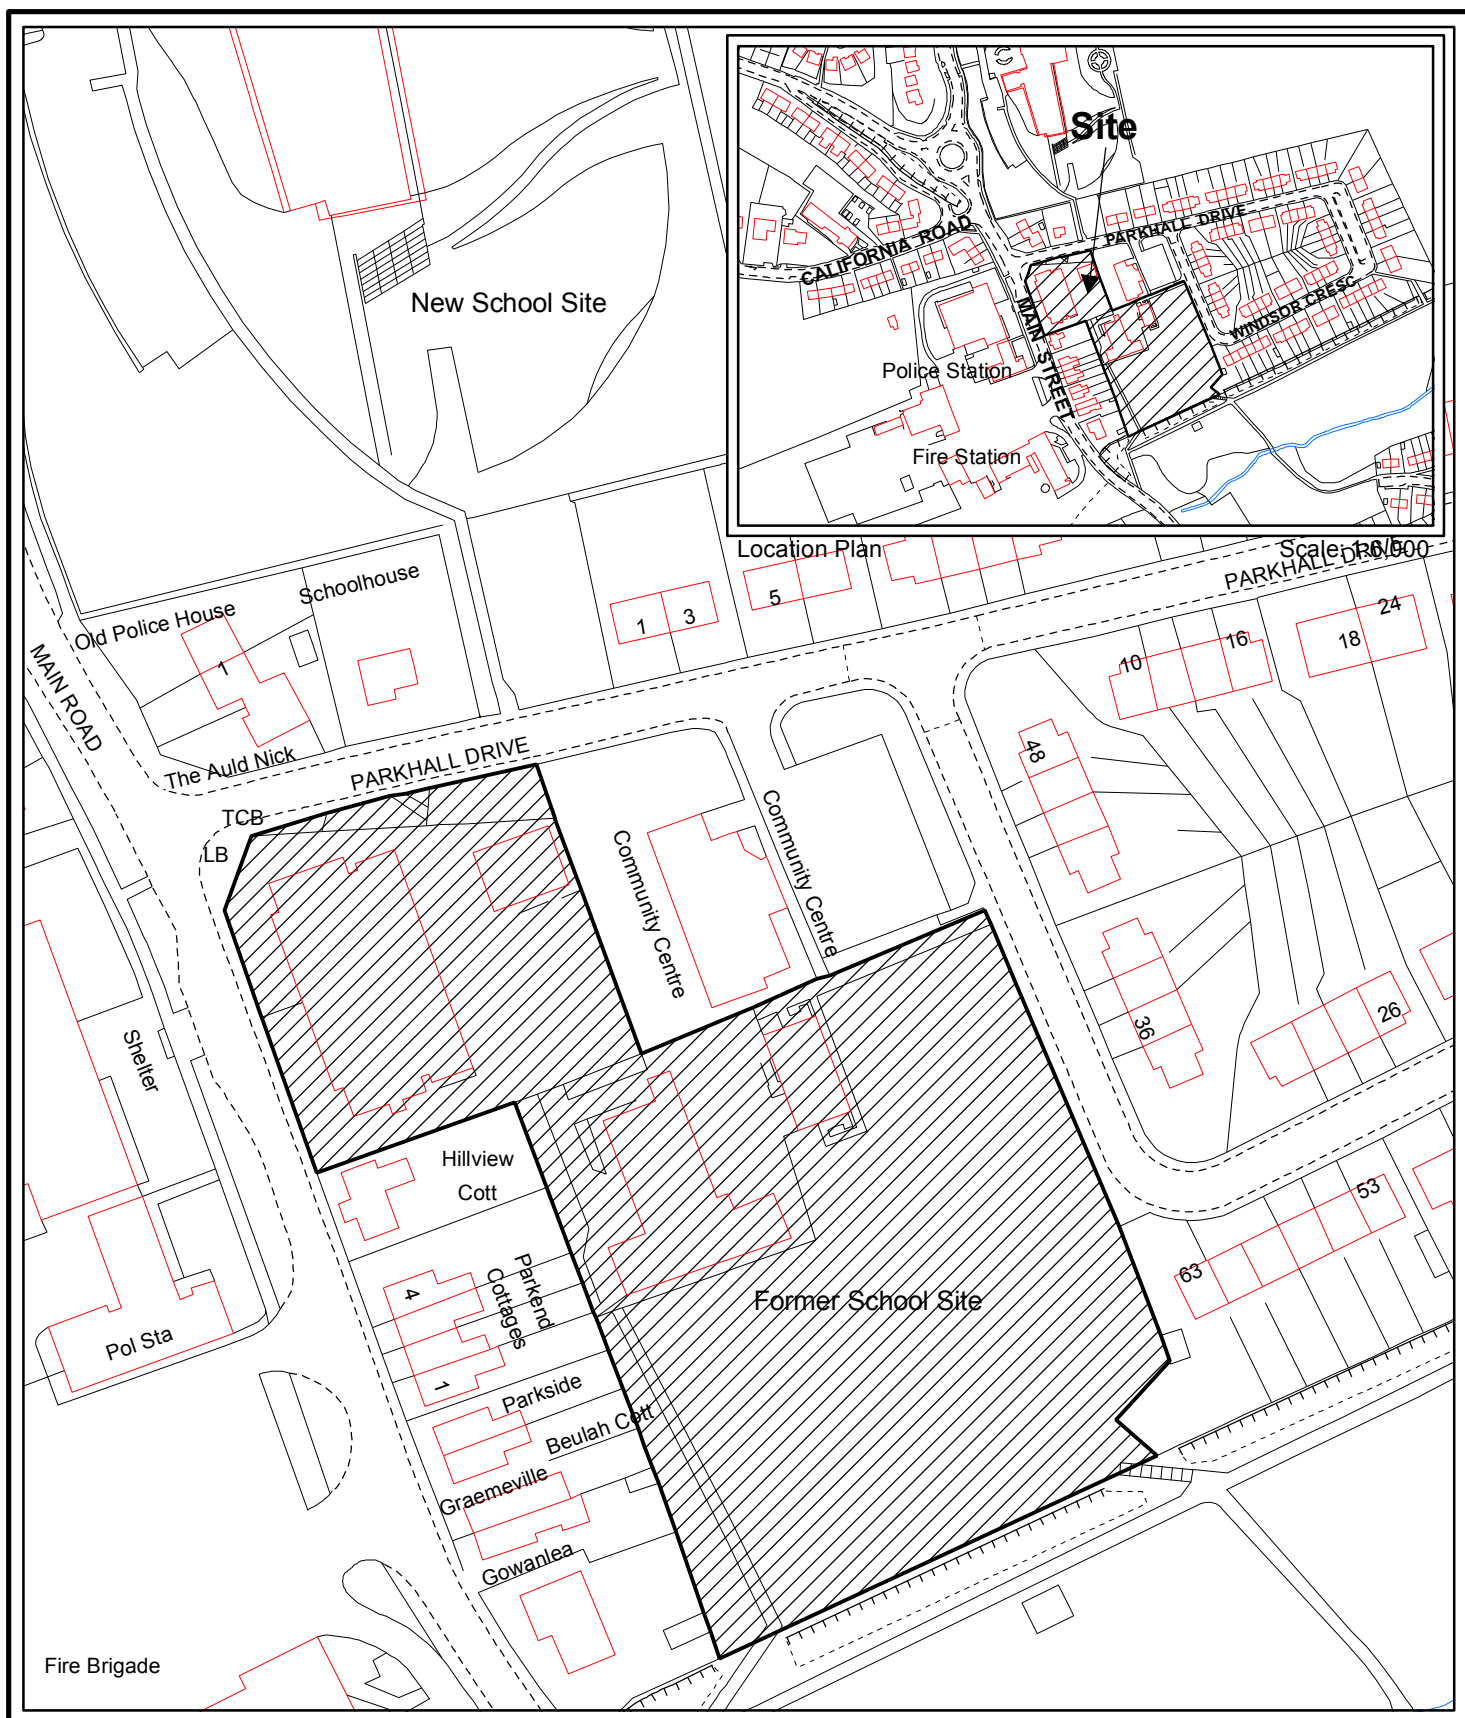 Site
CALIFORNIA ROAD
PARKHALL DRIVE
MAIN STREET
WINDSOR CRESC
Police Station
Fire Station
Location Plan
New School Site
PARKHALL DRIVE
Old Police House
Schoolhouse
1
1
3
5
10
16
18
24
MAIN ROAD
The Auld Nick
PARKHALL DRIVE
TCB
LB
48
Community Centre
Community Centre
36
26
Shelter
Hillview
Cott
53
63
Parkend
Cottages
4
1
Former School Site
Pol Sta
Parkside
Beulah Cott
Graemeville
Gowanlea
Fire Brigade